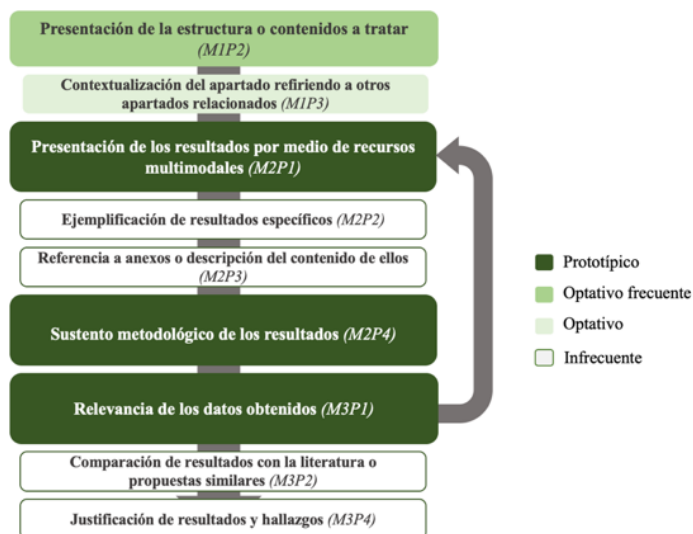 Presentación de la estructura o contenidos a tratar
(M1P2)
Contextualización del apartado refiriendo a otros
apartados relacionados (M1P3)
Presentación de los resultados por medio de recursos
multimodales (M2P1)
Ejemplificación de resultados específicos (M2P2)
Referencia a anexos o descripción del contenido de ellos
(M2P3)
Sustento metodológico de los resultados (M2P4)
Relevancia de los datos obtenidos (M3P1)
Comparación de resultados con la literatura o
propuestas similares (M3P2)
Justificación de resultados y hallazgos (M3P4)
Prototípico
Optativo frecuente
Optativo
Infrecuente